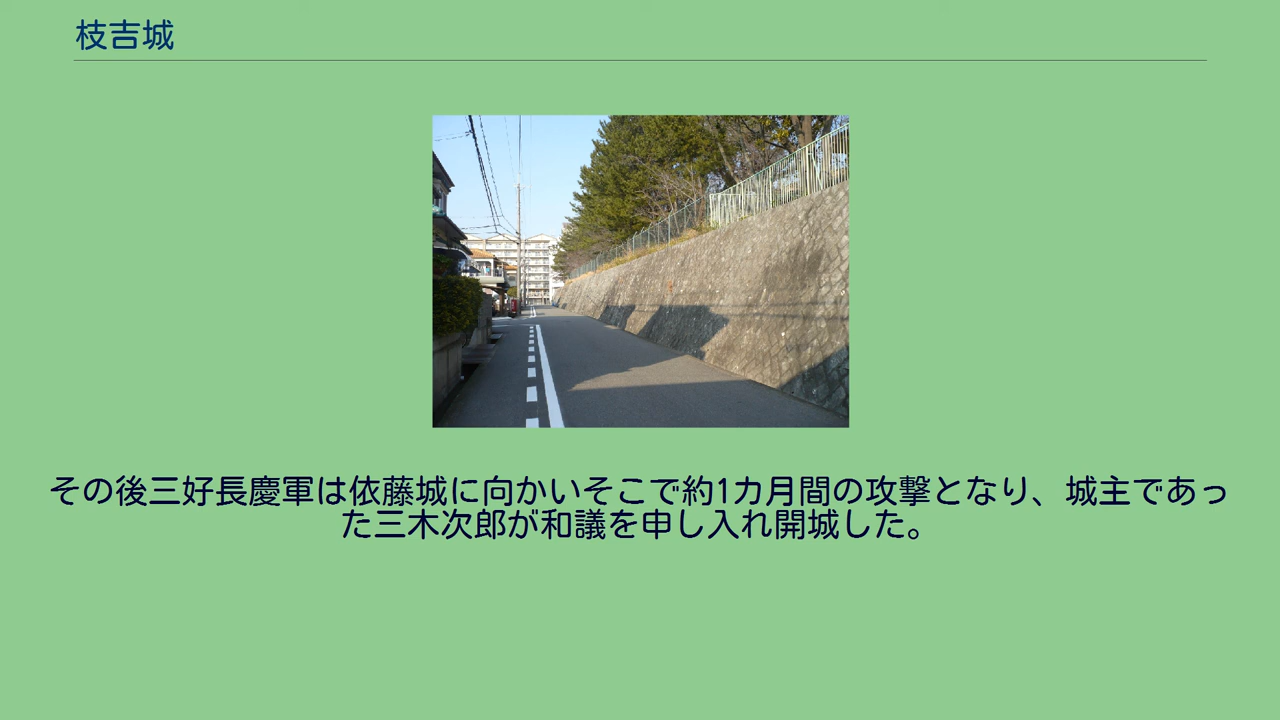 枝吉城
その後三好長慶軍は依藤城に向かいそこで約1カ月間の攻撃となり、城主であっ
た三木次郎が和議を申し入れ開城した。